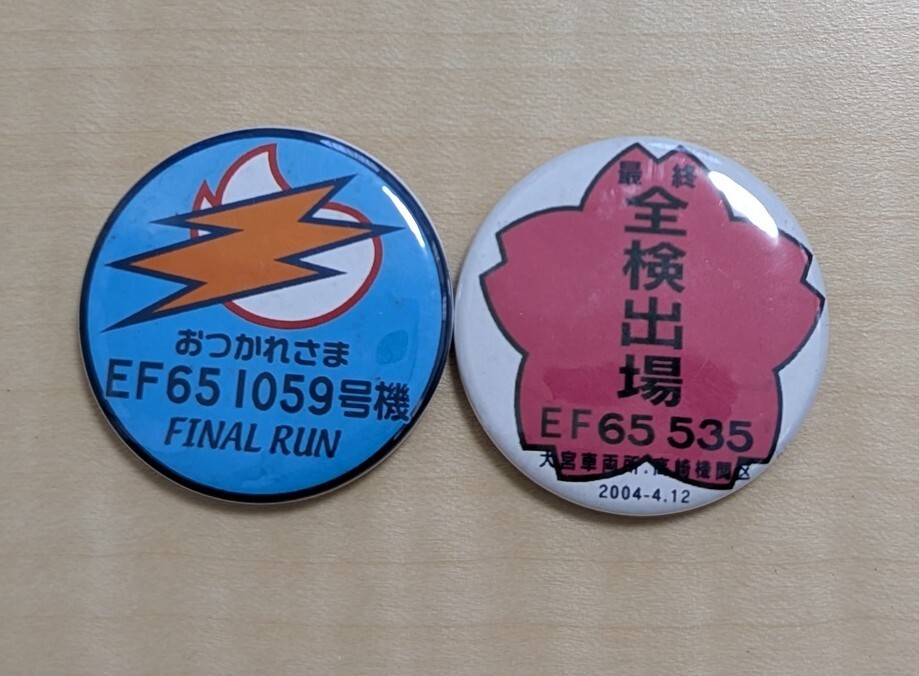 おつかれさま
EF65 1059号機
FINAL RUN
最終
全検出場
EF65 535
大宮車両所・高崎機関区
2004-4.12